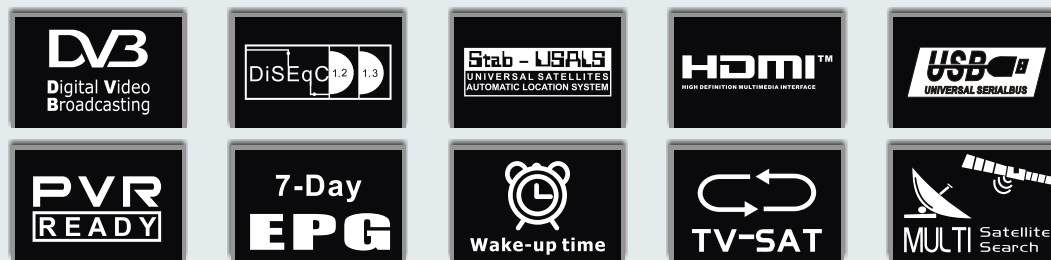 DVB
Digital Video
Broadcasting
DiSEqC 1.2 1.3
Stab - USALS
UNIVERSAL SATELLITES
AUTOMATIC LOCATION SYSTEM
HDMI™
HIGH DEFINITION MULTIMEDIA INTERFACE
USB
UNIVERSAL SERIALBUS
PVR
READY
7-Day
EPG
Wake-up time
TV-SAT
MULTI Satellite
Search